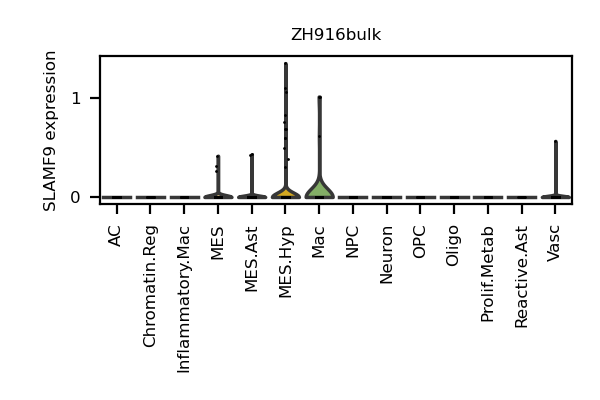 ZH916bulk
SLAMF9 expression
1
0
AC
Chromatin.Reg
Inflammatory.Mac
MES
MES.Ast
MES.Hyp
Mac
NPC
Neuron
OPC
Oligo
Prolif.Metab
Reactive.Ast
Vasc